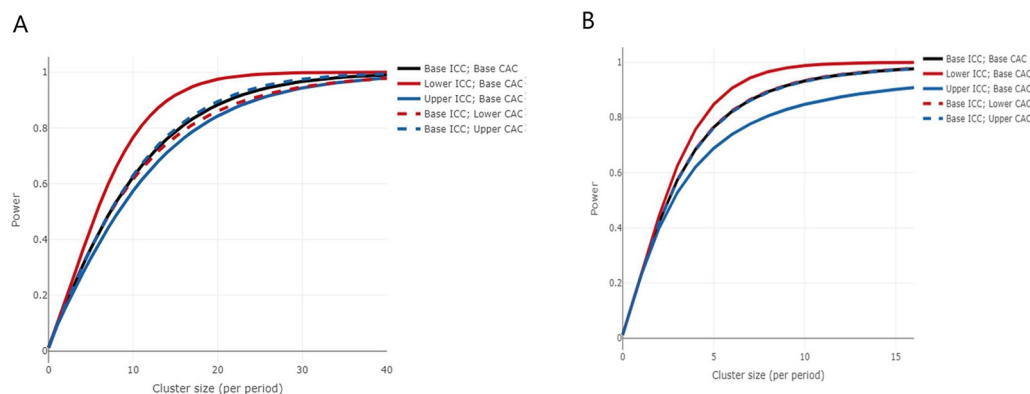 A
1
0.8
0.6
0.4
0.2
0
Power
0
10
20
30
40
Cluster size (per period)
Base ICC; Base CAC
Lower ICC; Base CAC
Upper ICC; Base CAC
Base ICC; Lower CAC
Base ICC; Upper CAC
B
1
0.8
0.6
0.4
0.2
0
Power
0
5
10
15
Cluster size (per period)
Base ICC; Base CAC
Lower ICC; Base CAC
Upper ICC; Base CAC
Base ICC; Lower CAC
Base ICC; Upper CAC